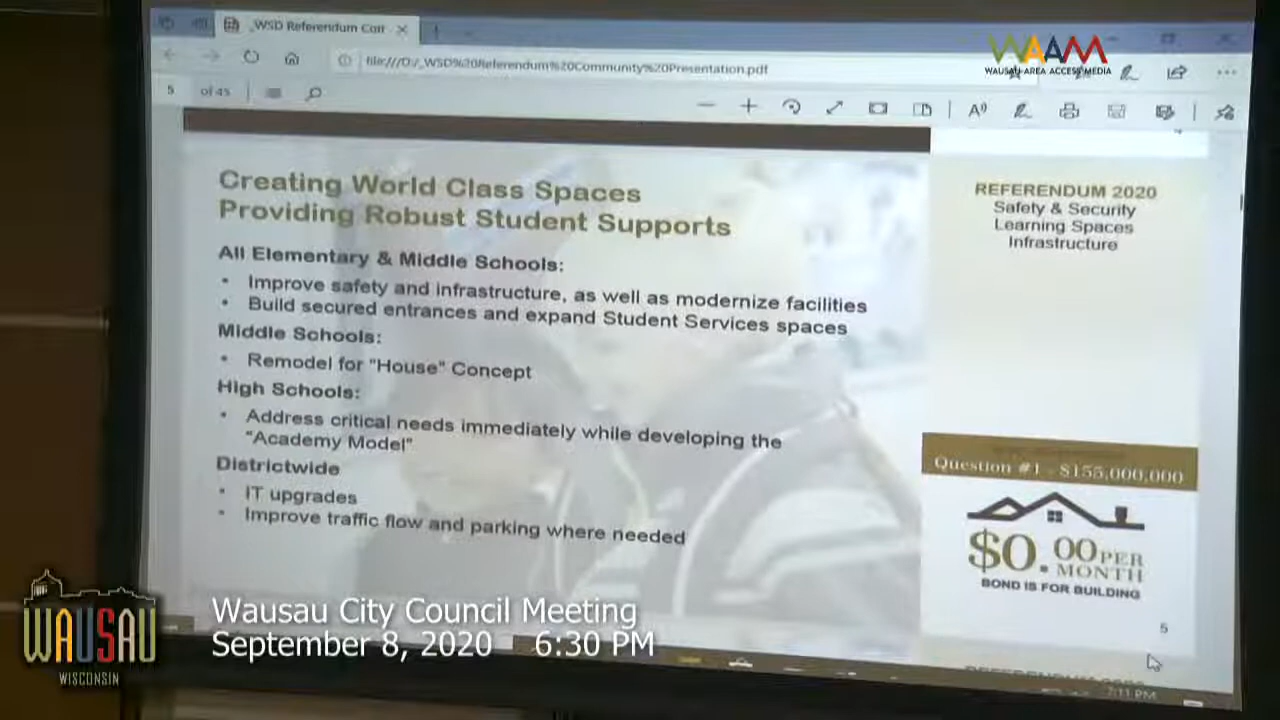 _WSD Referendum Com
WAAM
WAUSAU AREA ACCESS MEDIA
file:///D:/_WSD%20Referendum%20Community%20Presentation.pdf
5 of 45
Creating World Class Spaces
Providing Robust Student Supports
All Elementary & Middle Schools:
• Improve safety and infrastructure, as well as modernize facilities
• Build secured entrances and expand Student Services spaces
Middle Schools:
• Remodel for "House" Concept
High Schools:
• Address critical needs immediately while developing the
"Academy Model"
Districtwide
• IT upgrades
• Improve traffic flow and parking where needed
REFERENDUM 2020
Safety & Security
Learning Spaces
Infrastructure
Question #1 - $155,000,000
$0.00 PER
MONTH
BOND IS FOR BUILDING
5
7:11 PM
WAUSAU
WISCONSIN
Wausau City Council Meeting
September 8, 2020 6:30 PM